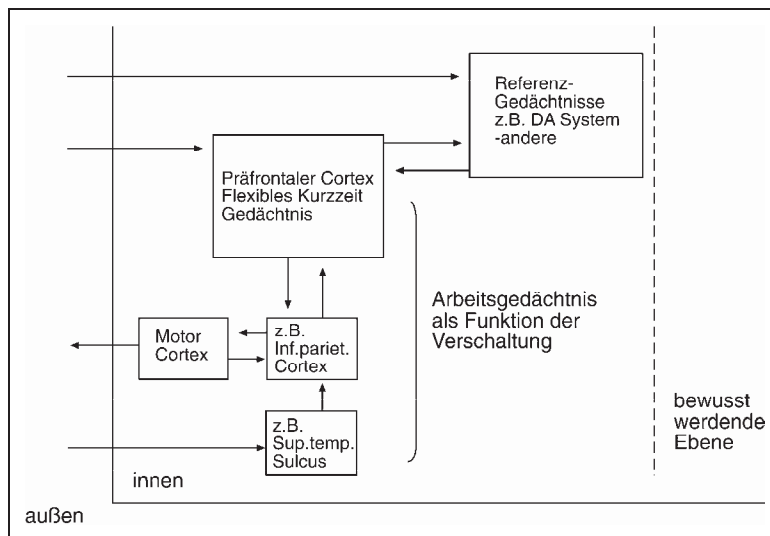 Referenz-
Gedächtnisse
z.B. DA System
-andere
Präfrontaler Cortex
Flexibles Kurzzeit
Gedächtnis
Arbeitsgedächtnis
als Funktion der
Verschaltung
Motor
Cortex
z.B.
Inf.pariet.
Cortex
z.B.
Sup.temp.
Sulcus
bewusst
werdende
Ebene
innen
außen